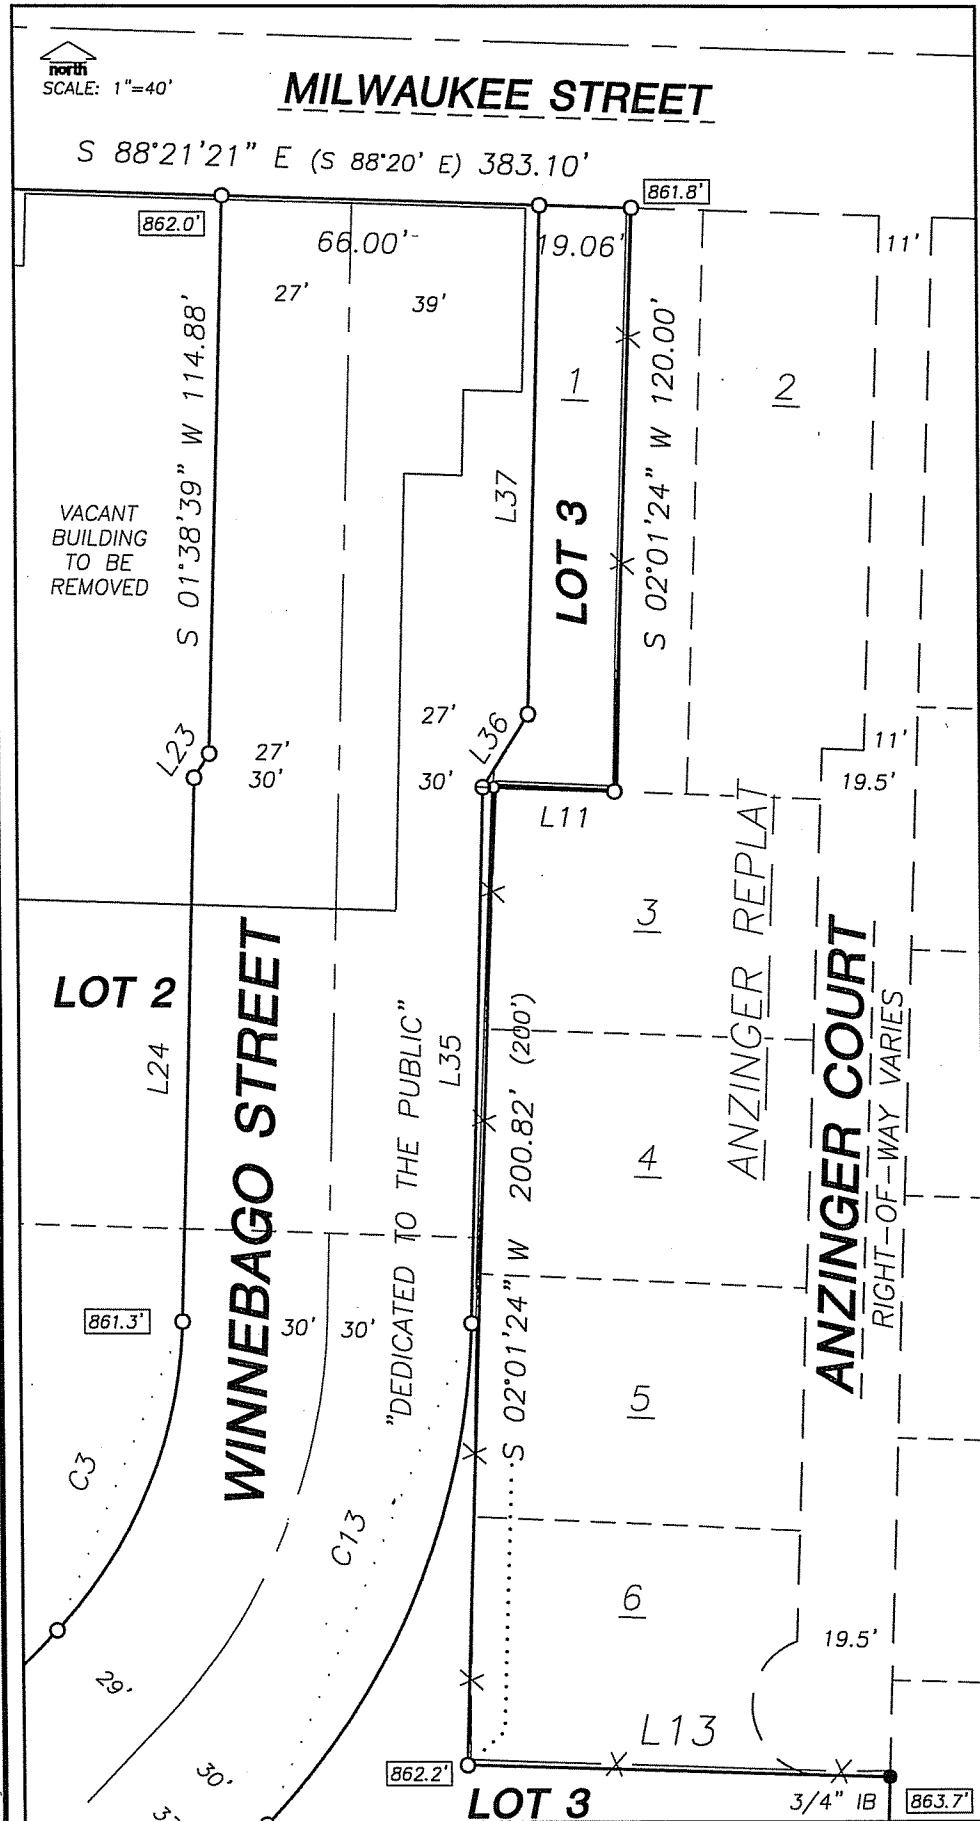 north
SCALE: 1"=40'
MILWAUKEE STREET
S 88°21'21" E (S 88°20' E) 383.10'
862.0'
861.8'
66.00'
19.06'
11'
27'
39'
S 01°38'39" W 114.88'
1
S 02°01'24" W 120.00'
2
L37
LOT 3
VACANT
BUILDING
TO BE
REMOVED
L23
27'
30'
27'
30'
L36
L11
11'
19.5'
ANZINGER REPLAT
3
LOT 2
L24
WINNEBAGO STREET
"DEDICATED TO THE PUBLIC"
L35
S 02°01'24" W 200.82' (200')
4
ANZINGER COURT
RIGHT-OF-WAY VARIES
861.3'
30'
30'
5
C3
C13
6
19.5'
29'
L13
30'
862.2'
LOT 3
3/4" IB
863.7'